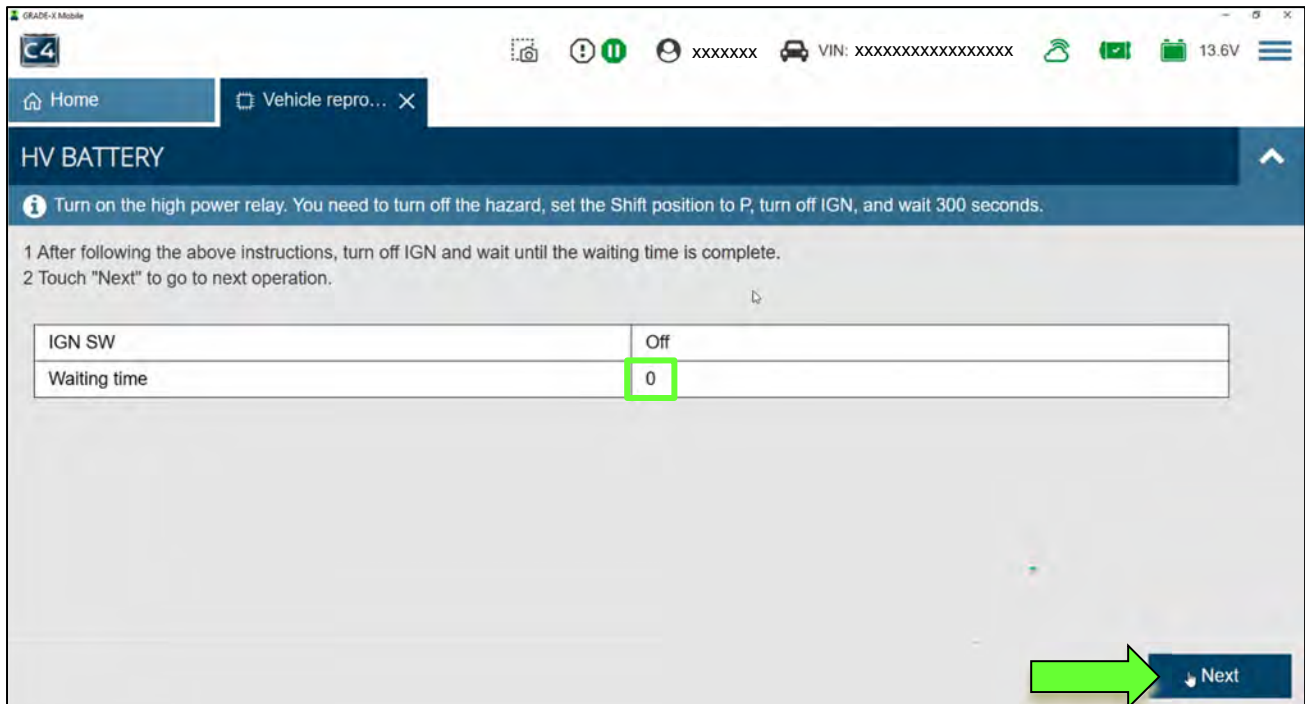 GRADE-X Mobile
C4
xxxxxxx
VIN: xxxxxxxxxxxxxxxxx
13.6V
Home
Vehicle repro...
HV BATTERY
Turn on the high power relay. You need to turn off the hazard, set the Shift position to P, turn off IGN, and wait 300 seconds.
1 After following the above instructions, turn off IGN and wait until the waiting time is complete.
2 Touch "Next" to go to next operation.
IGN SW Off
Waiting time 0
Next